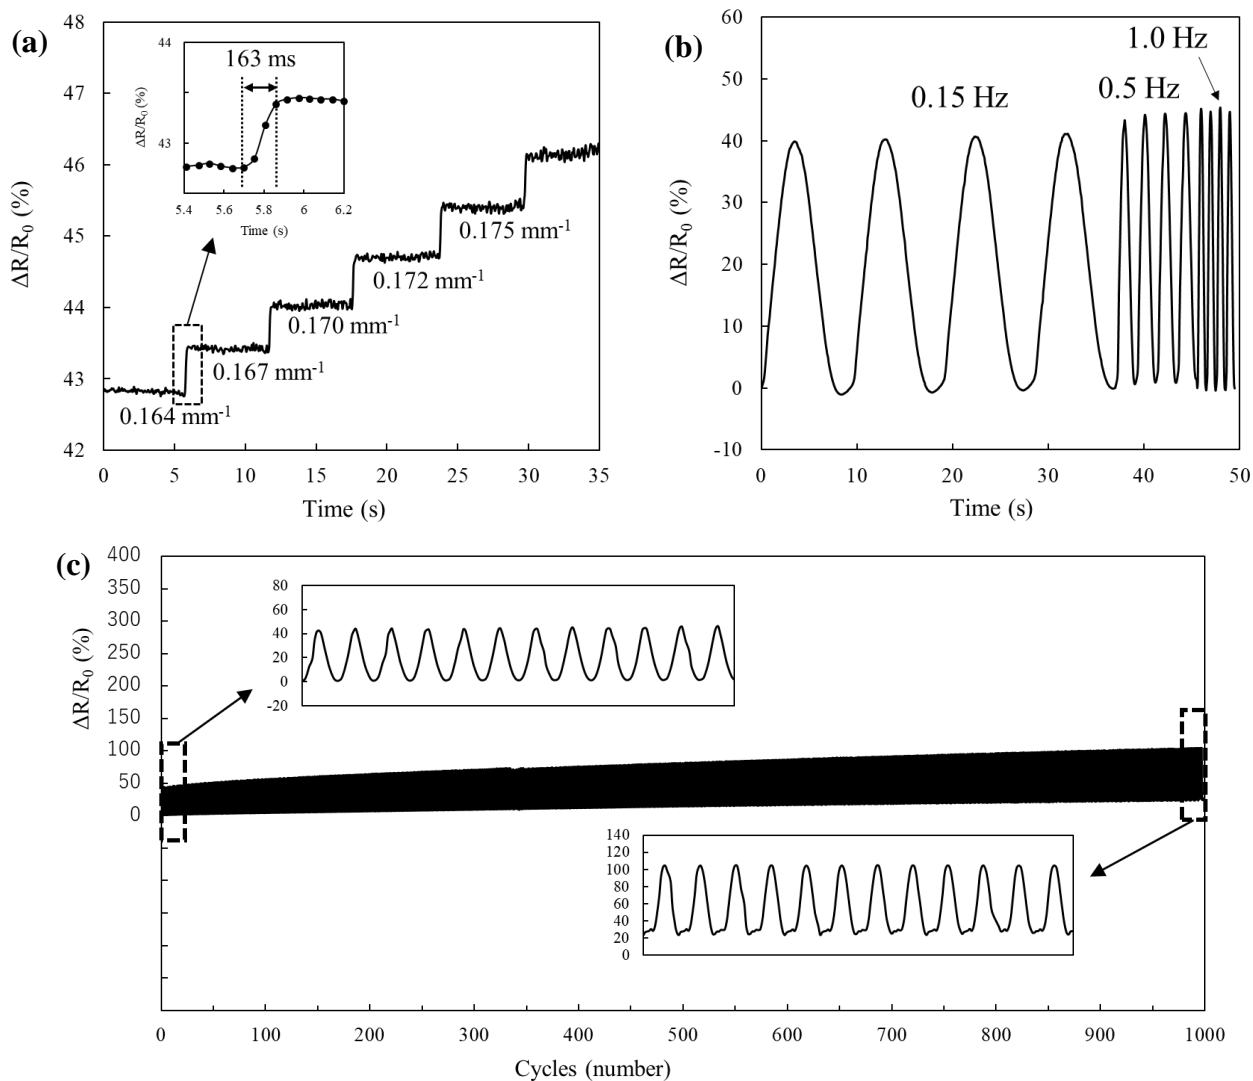 (a)
48
47
46
45
44
43
42
ΔR/R₀ (%)
0 5 10 15 20 25 30 35
Time (s)
163 ms
44
43
ΔR/R₀ (%)
5.4 5.6 5.8 6 6.2
Time (s)
0.164 mm⁻¹
0.167 mm⁻¹
0.170 mm⁻¹
0.172 mm⁻¹
0.175 mm⁻¹
(b)
60
50
40
30
20
10
0
-10
ΔR/R₀ (%)
0 10 20 30 40 50
Time (s)
0.15 Hz
0.5 Hz
1.0 Hz
(c)
400
350
300
250
200
150
100
50
0
ΔR/R₀ (%)
80
60
40
20
0
-20
140
120
100
80
60
40
20
0
0 100 200 300 400 500 600 700 800 900 1000
Cycles (number)